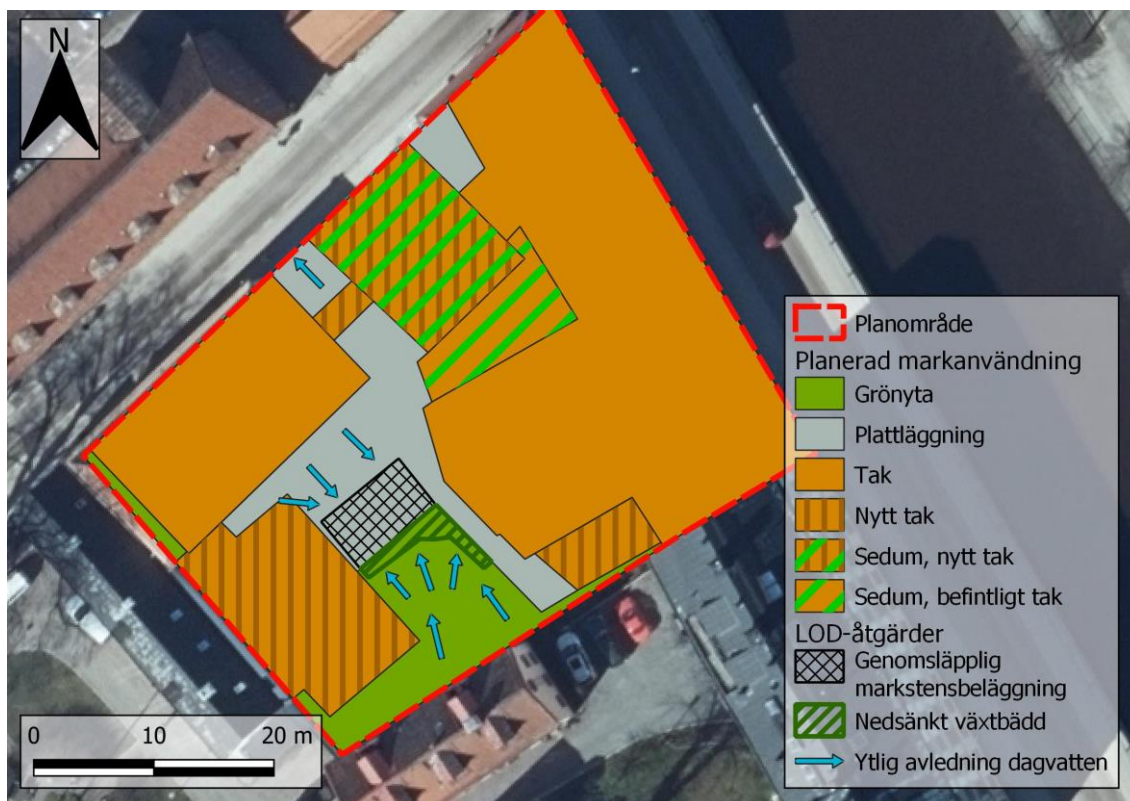 N
Planområde
Planerad markanvändning
Grönyta
Plattläggning
Tak
Nytt tak
Sedum, nytt tak
Sedum, befintligt tak
LOD-åtgärder
Genomsläpplig
markstensbeläggning
Nedsänkt växtbädd
Ytlig avledning dagvatten
0 10 20 m